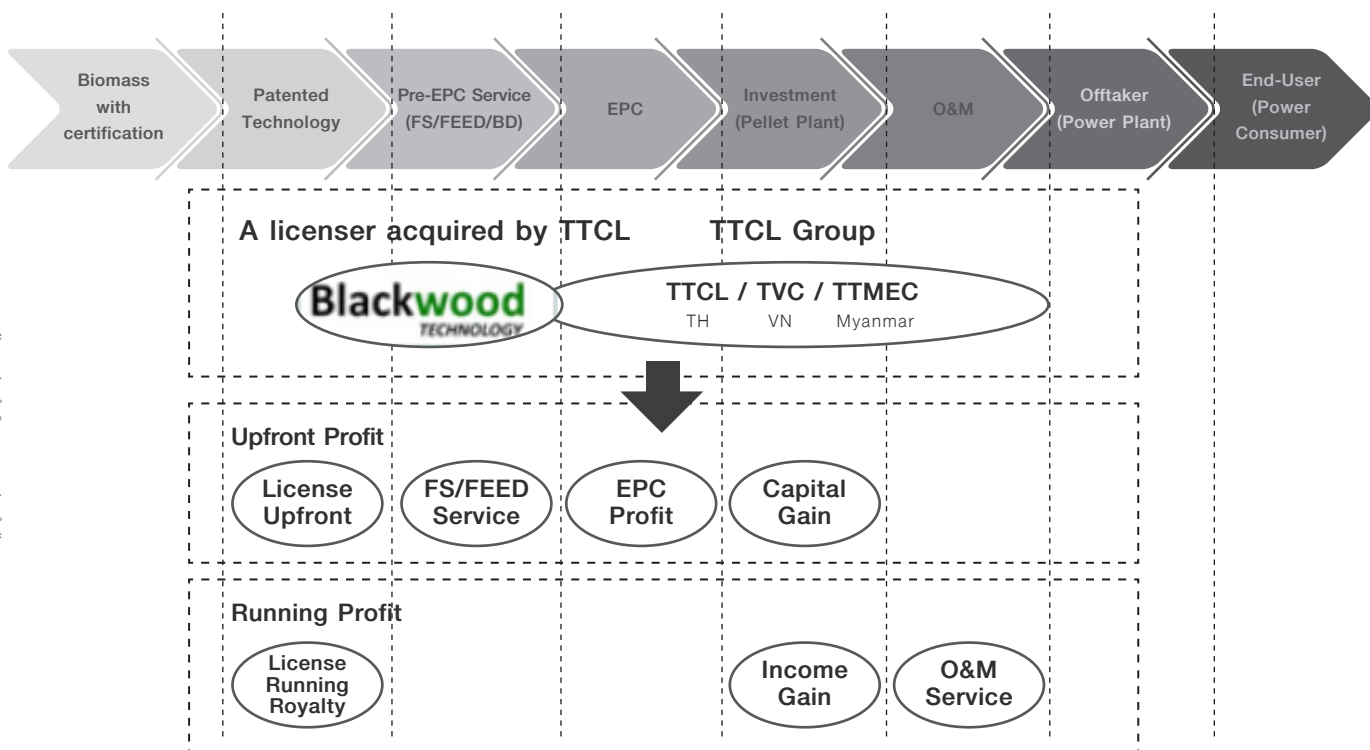 Biomass
with
certification
Patented
Technology
Pre-EPC Service
(FS/FEED/BD)
EPC
Investment
(Pellet Plant)
O&M
Offtaker
(Power Plant)
End-User
(Power
Consumer)
A licenser acquired by TTCL
TTCL Group
Blackwood
TECHNOLOGY
TTCL / TVC / TTMEC
TH VN Myanmar
Upfront Profit
License
Upfront
FS/FEED
Service
EPC
Profit
Capital
Gain
Running Profit
License
Running
Royalty
Income
Gain
O&M
Service